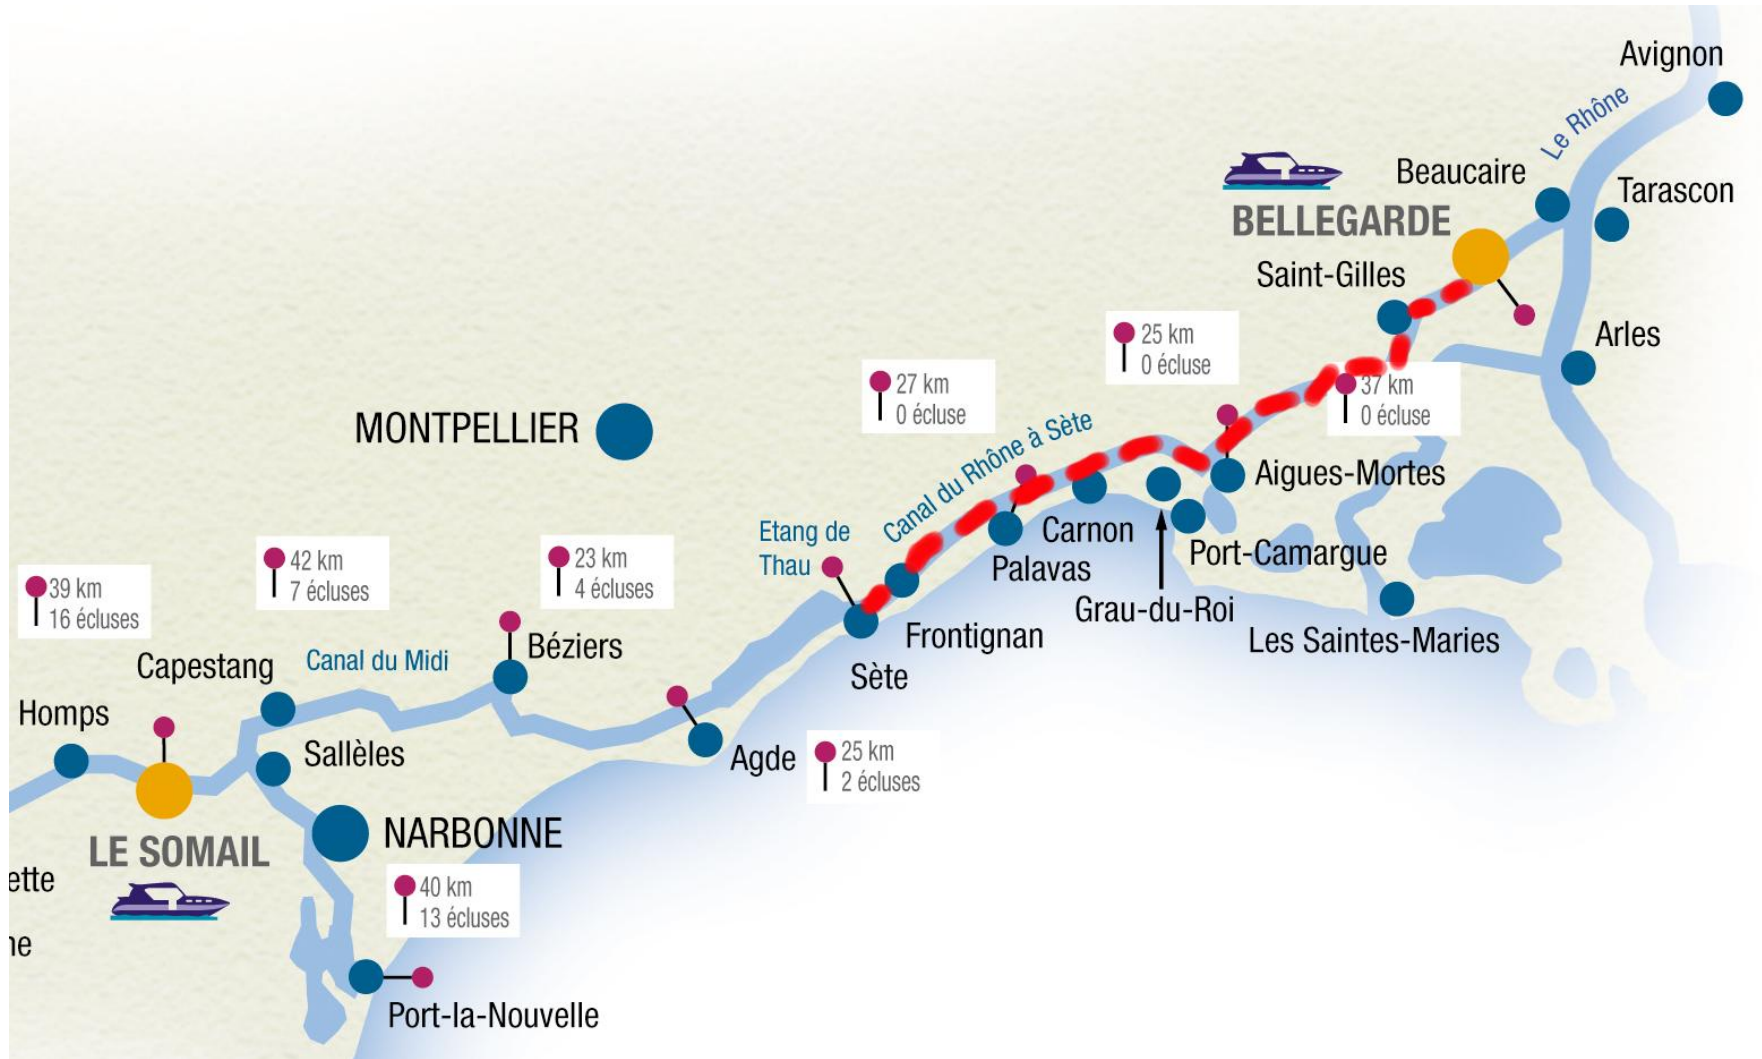 Avignon
Le Rhône
Beaucaire
Tarascon
BELLEGARDE
Saint-Gilles
Arles
25 km
0 écluse
27 km
0 écluse
37 km
0 écluse
MONTPELLIER
Canal du Rhône à Sète
Aigues-Mortes
Etang de
Thau
Carnon
Port-Camargue
Palavas
Grau-du-Roi
Les Saintes-Maries
Frontignan
Sète
42 km
7 écluses
23 km
4 écluses
39 km
16 écluses
Capestang
Canal du Midi
Béziers
Homps
Sallèles
Agde
25 km
2 écluses
NARBONNE
LE SOMAIL
ette
40 km
13 écluses
ne
Port-la-Nouvelle